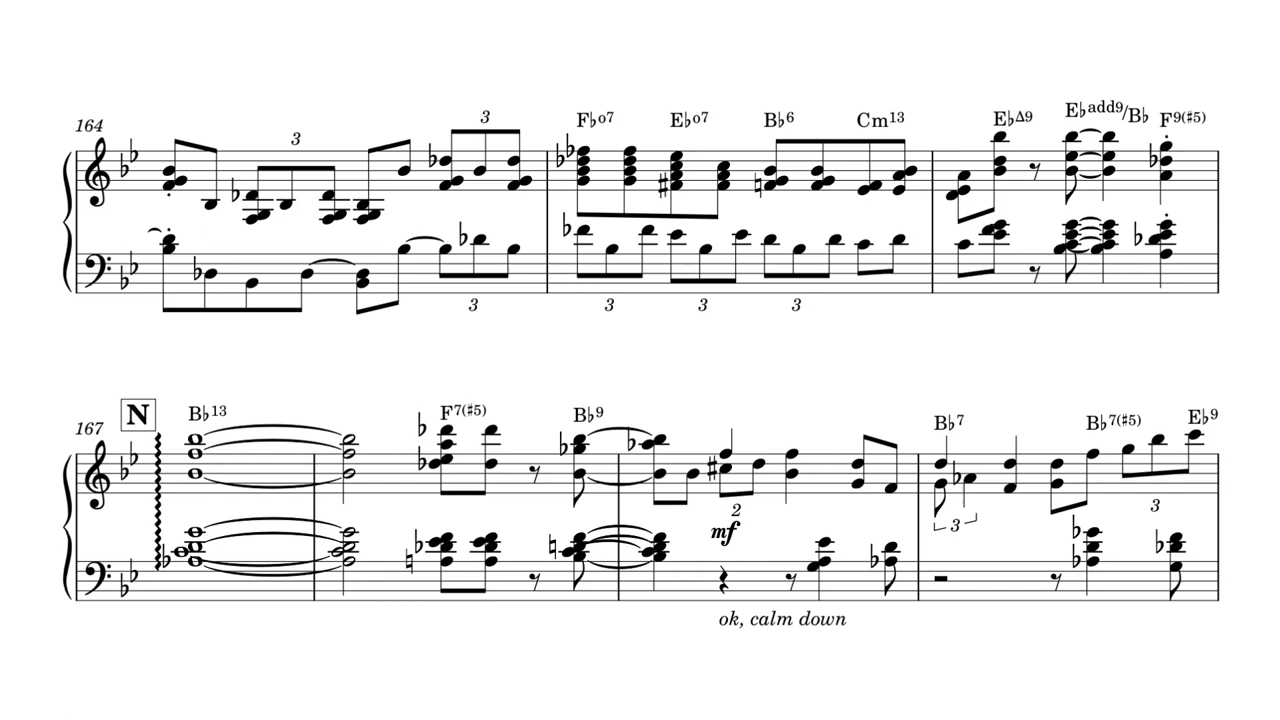 164
3
3
F♭o7 E♭o7 B♭6 Cm13 E♭Δ9 E♭add9/B♭ F9(♯5)
3
3
3
3
N
167
B♭13 F7(♯5) B♭9 B♭7 B♭7(♯5) E♭9
2
3
3
mf
ok, calm down